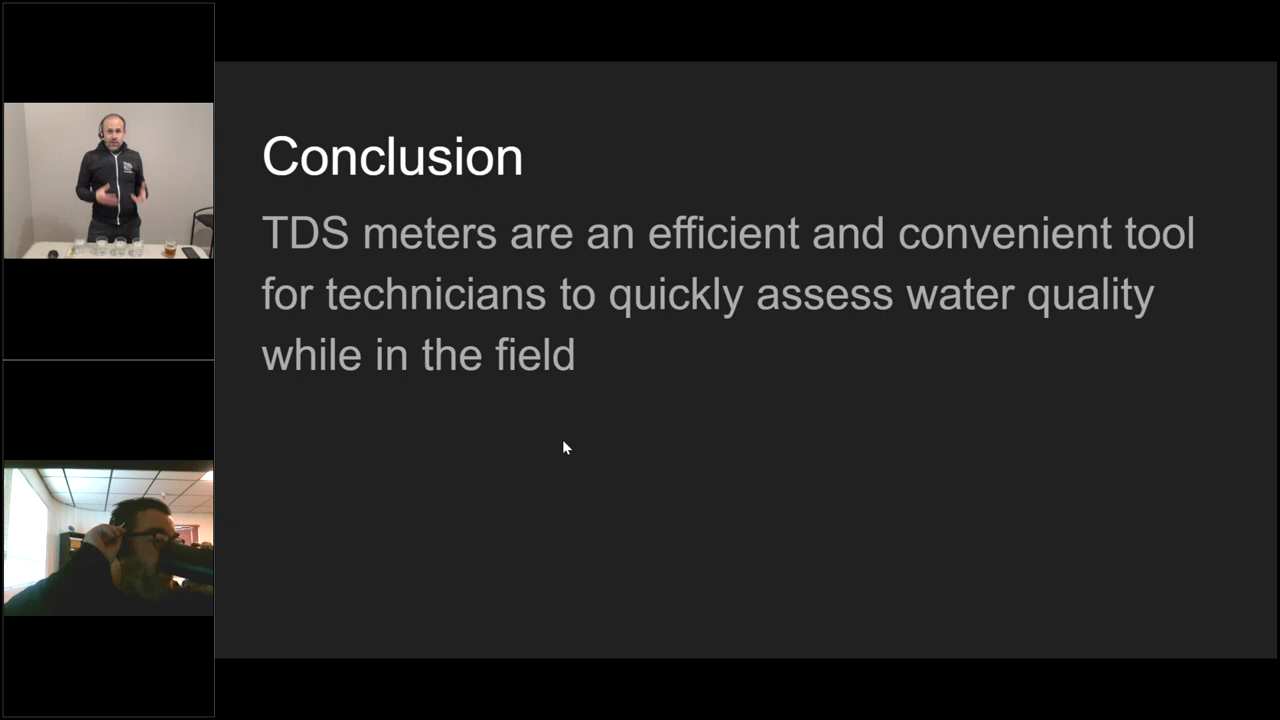 Conclusion
TDS meters are an efficient and convenient tool
for technicians to quickly assess water quality
while in the field